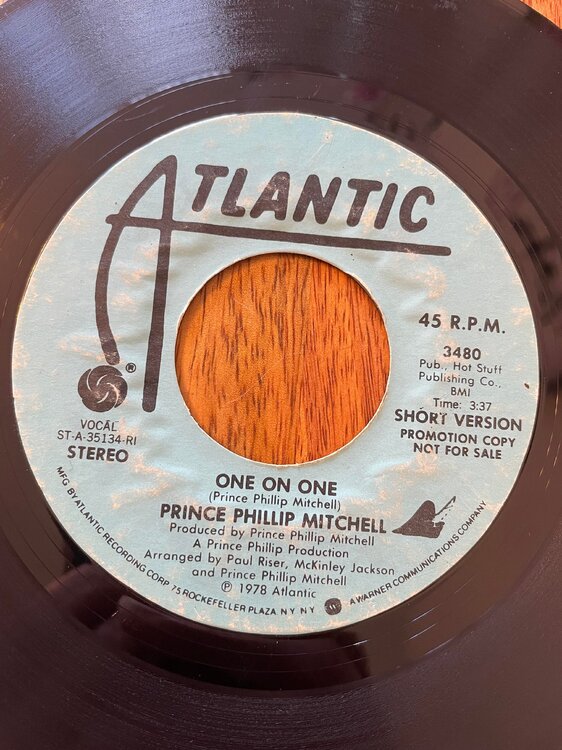 ATLANTIC
®
45 R.P.M.
3480
Pub., Hot Stuff
Publishing Co.,
BMI
Time: 3:37
SHORT VERSION
PROMOTION COPY
NOT FOR SALE
VOCAL
ST-A-35134-RI
STEREO
ONE ON ONE
(Prince Phillip Mitchell)
PRINCE PHILLIP MITCHELL
Produced by Prince Phillip Mitchell
A Prince Phillip Production
Arranged by Paul Riser, McKinley Jackson
and Prince Phillip Mitchell
℗ 1978 Atlantic
MFG BY ATLANTIC RECORDING CORP 75 ROCKEFELLER PLAZA NY NY A WARNER COMMUNICATIONS COMPANY